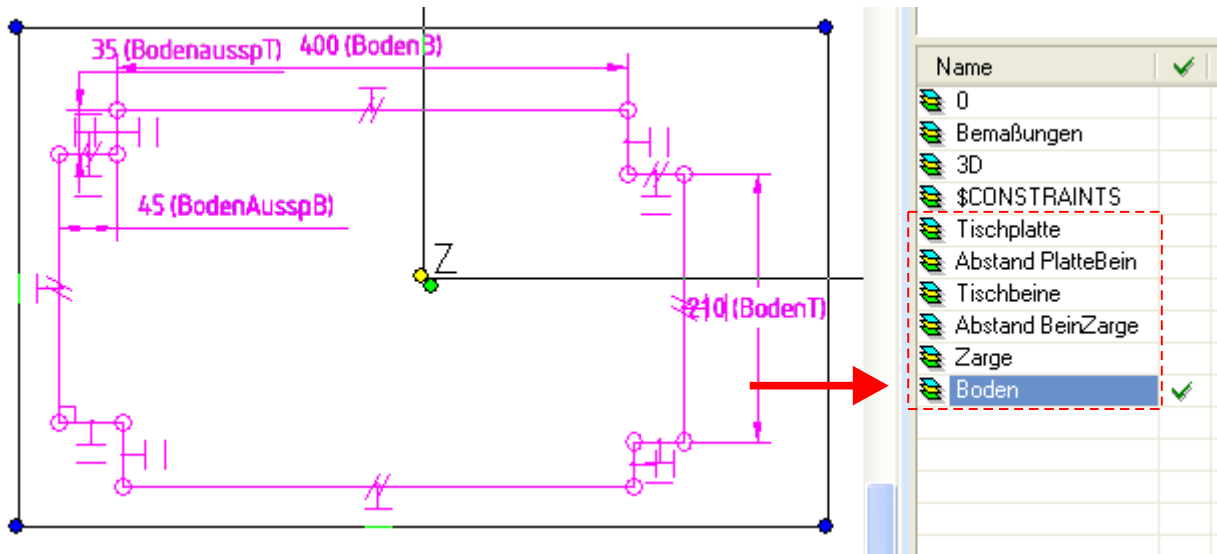 35 (BodenausspT)
400 (BodenB)
45 (BodenAusspB)
Z
210 (BodenT)
Name
0
Bemaßungen
3D
$CONSTRAINTS
Tischplatte
Abstand PlatteBein
Tischbeine
Abstand BeinZarge
Zarge
Boden